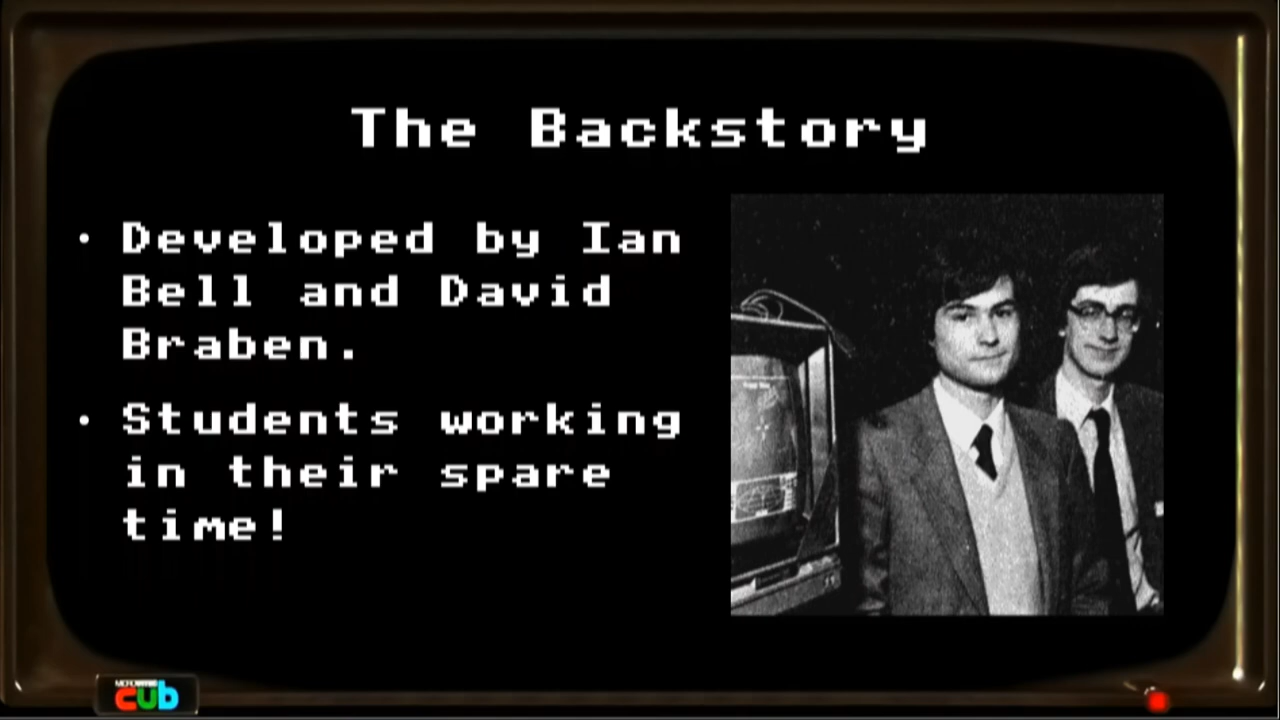 The Backstory
• Developed by Ian
Bell and David
Braben.
• Students working
in their spare
time!
cub